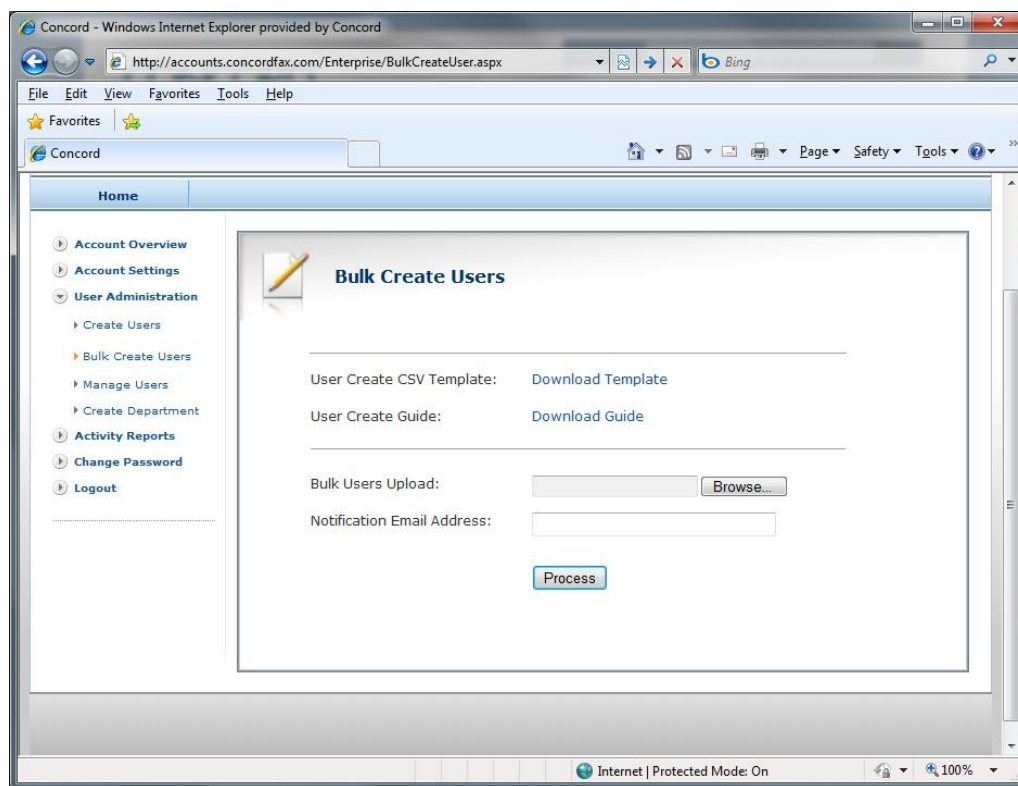 Concord - Windows Internet Explorer provided by Concord
http://accounts.concordfax.com/Enterprise/BulkCreateUser.aspx
Bing
File Edit View Favorites Tools Help
Favorites
Concord
Page Safety Tools
Home
Account Overview
Account Settings
User Administration
Create Users
Bulk Create Users
Manage Users
Create Department
Activity Reports
Change Password
Logout
Bulk Create Users
User Create CSV Template: Download Template
User Create Guide: Download Guide
Bulk Users Upload: Browse...
Notification Email Address:
Process
Internet | Protected Mode: On
100%